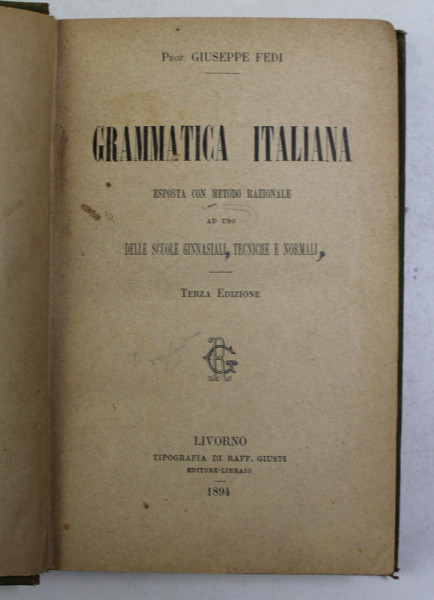 Prof. GIUSEPPE FEDI
GRAMMATICA ITALIANA
ESPOSTA CON METODO RAZIONALE
AD USO
DELLE SCUOLE GINNASIALI, TECNICHE E NORMALI,
Terza Edizione
LIVORNO
TIPOGRAFIA DI RAFF. GIUSTI
EDITORE-LIBRAIO
1894